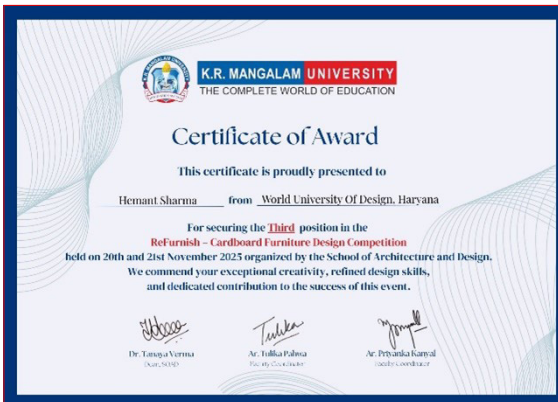 K.R. MANGALAM UNIVERSITY
THE COMPLETE WORLD OF EDUCATION
Certificate of Award
This certificate is proudly presented to
Hemant Sharma from World University Of Design, Haryana
For securing the Third position in the
ReFurnish – Cardboard Furniture Design Competition
held on 20th and 21st November 2025 organized by the School of Architecture and Design.
We commend your exceptional creativity, refined design skills,
and dedicated contribution to the success of this event.
Tulika
Dr. Tanaya Verma Ar. Tulika Pahwa Ar. Priyanka Kanyal
Faculty Coordinator Faculty Coordinator